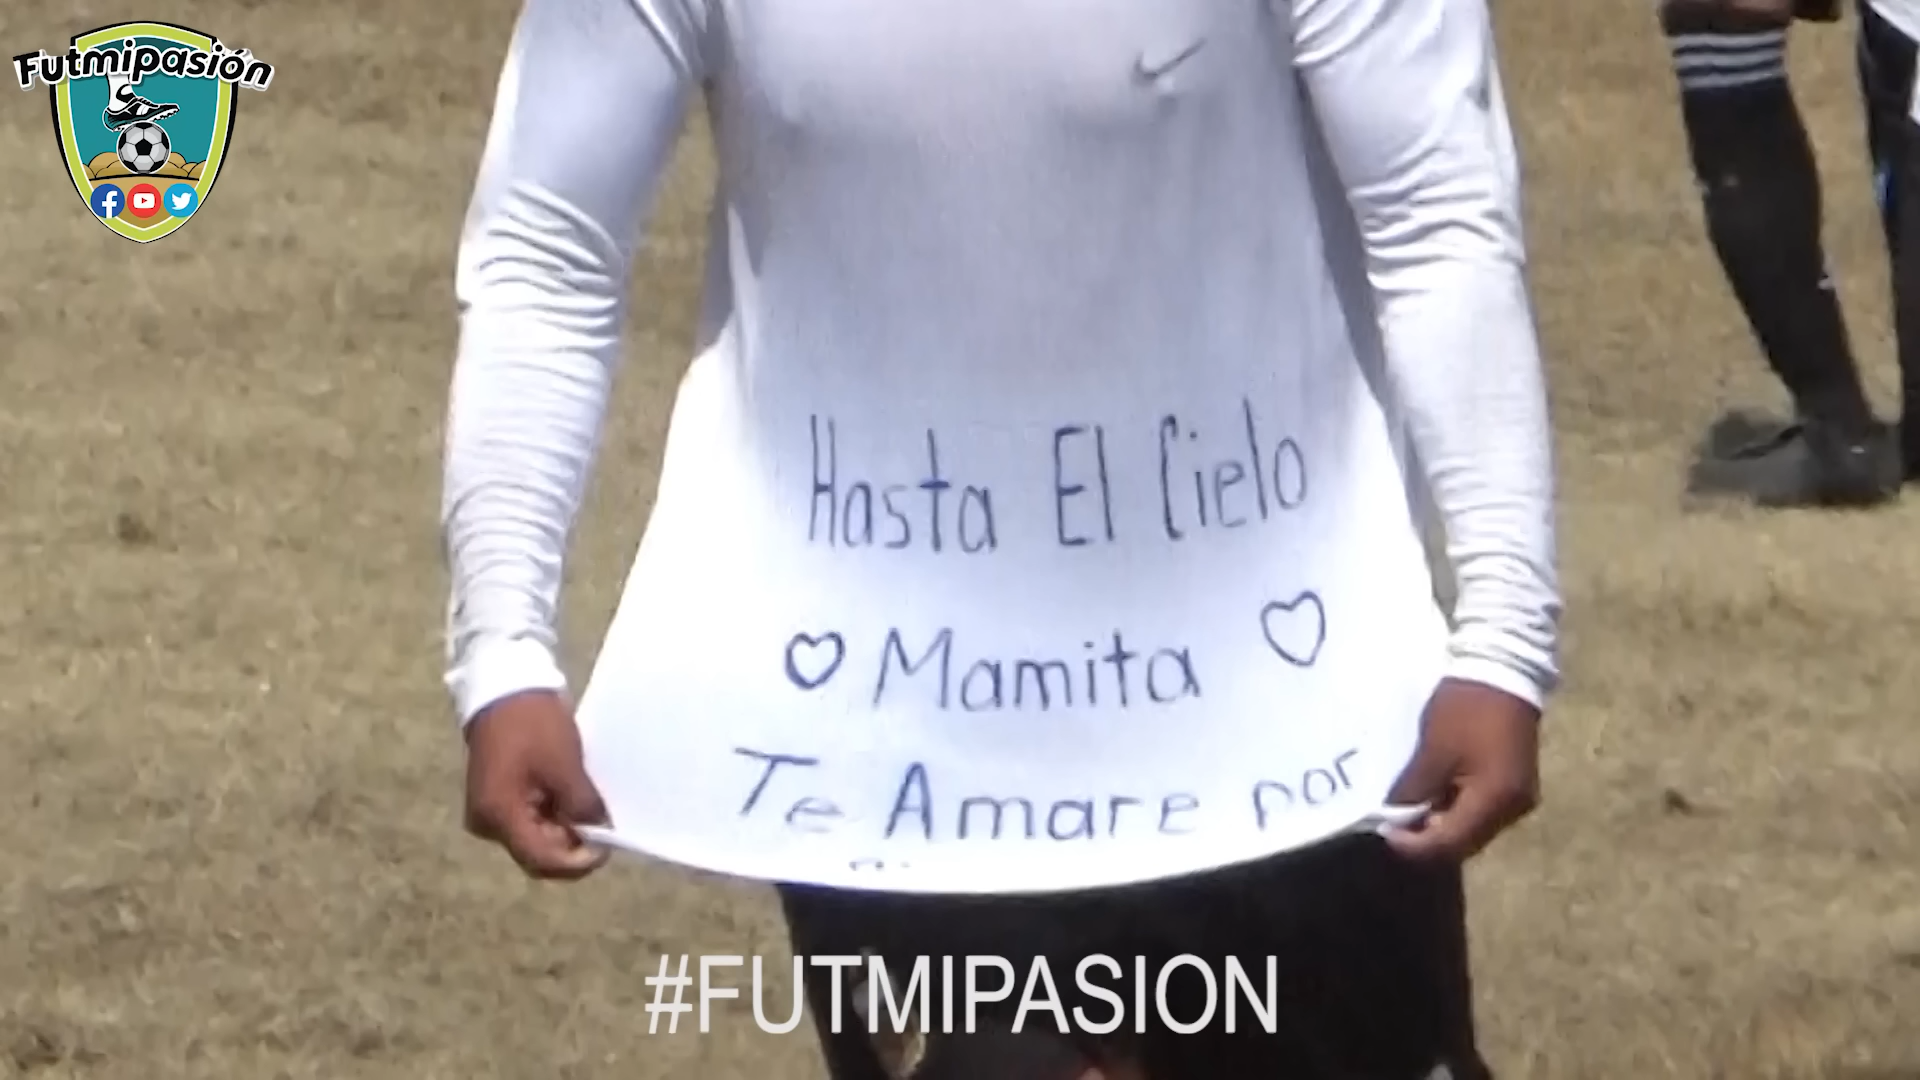 Futmipasión
Hasta El Cielo
Mamita
Te Amare por
#FUTMIPASION